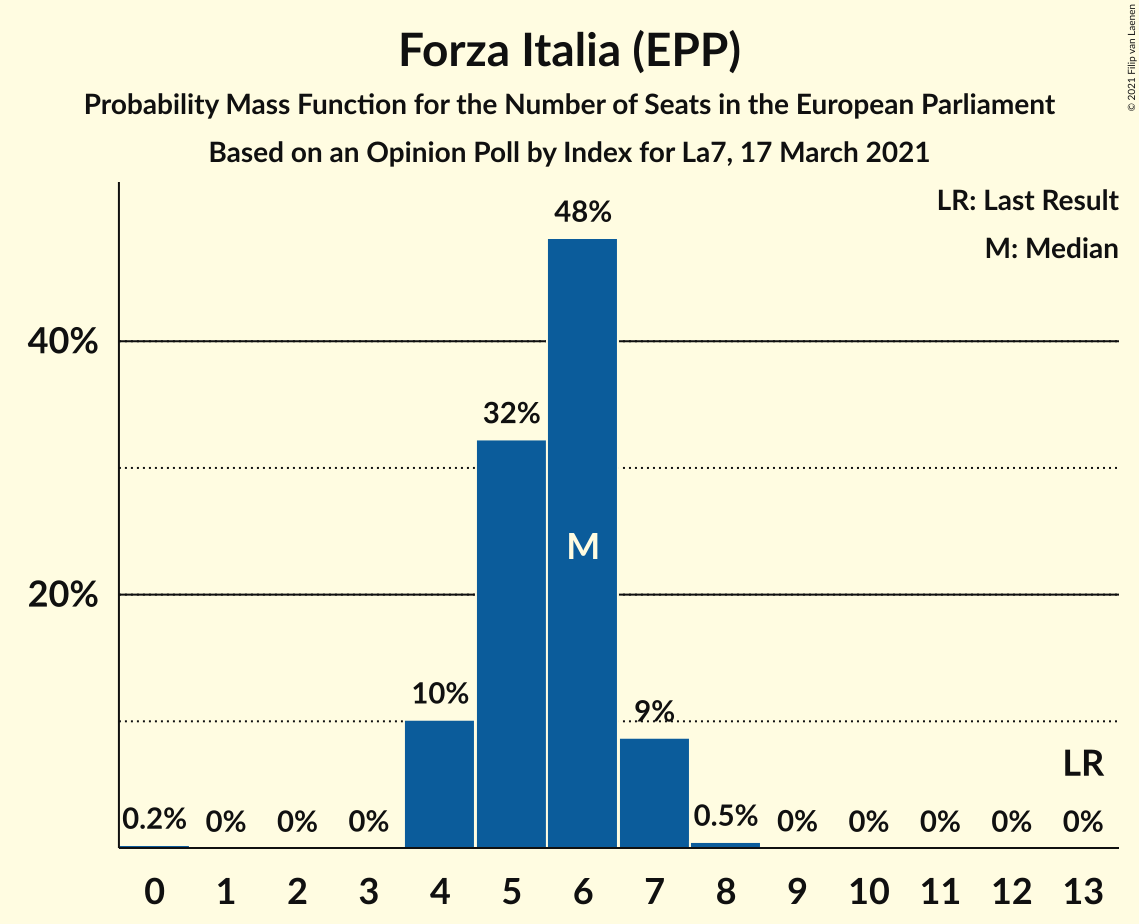 Forza Italia (EPP)
Probability Mass Function for the Number of Seats in the European Parliament
Based on an Opinion Poll by Index for La7, 17 March 2021
© 2021 Filip van Laenen
LR: Last Result
M: Median
48%
40%
32%
M
20%
10%
9%
LR
0.2% 0% 0% 0% 0.5% 0% 0% 0% 0% 0%
0 1 2 3 4 5 6 7 8 9 10 11 12 13